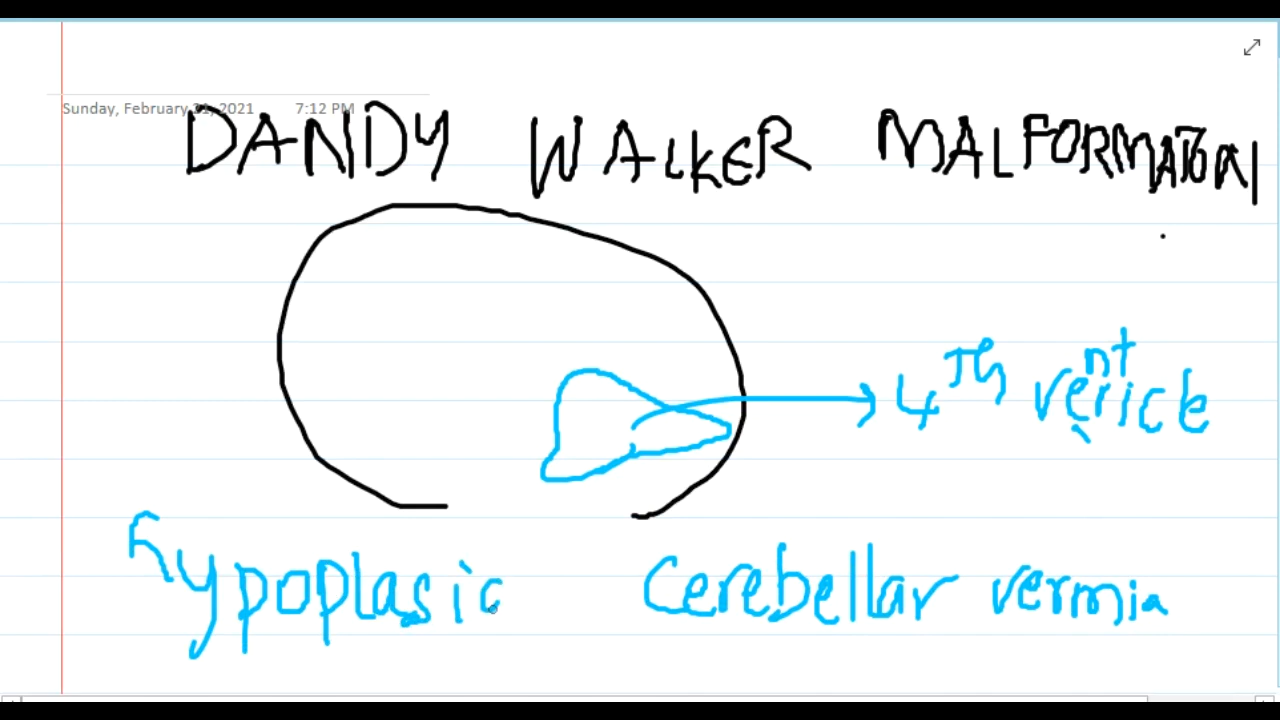 Sunday, February 21, 2021 7:12 PM
DANDY WALKER MALFORMATION
4Th ventricle
hypoplasic cerebellar vermia